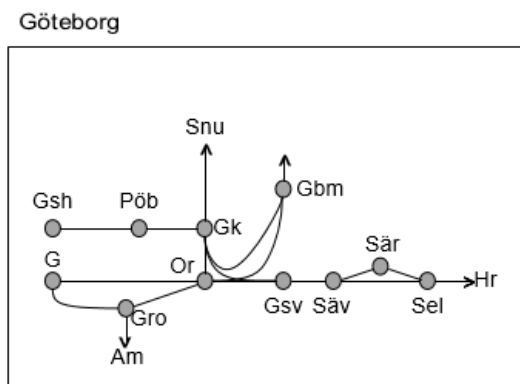 Göteborg
Snu
Gsh Pöb Gk Gbm
G Or Sär
Gro Gsv Säv Sel Hr
Am